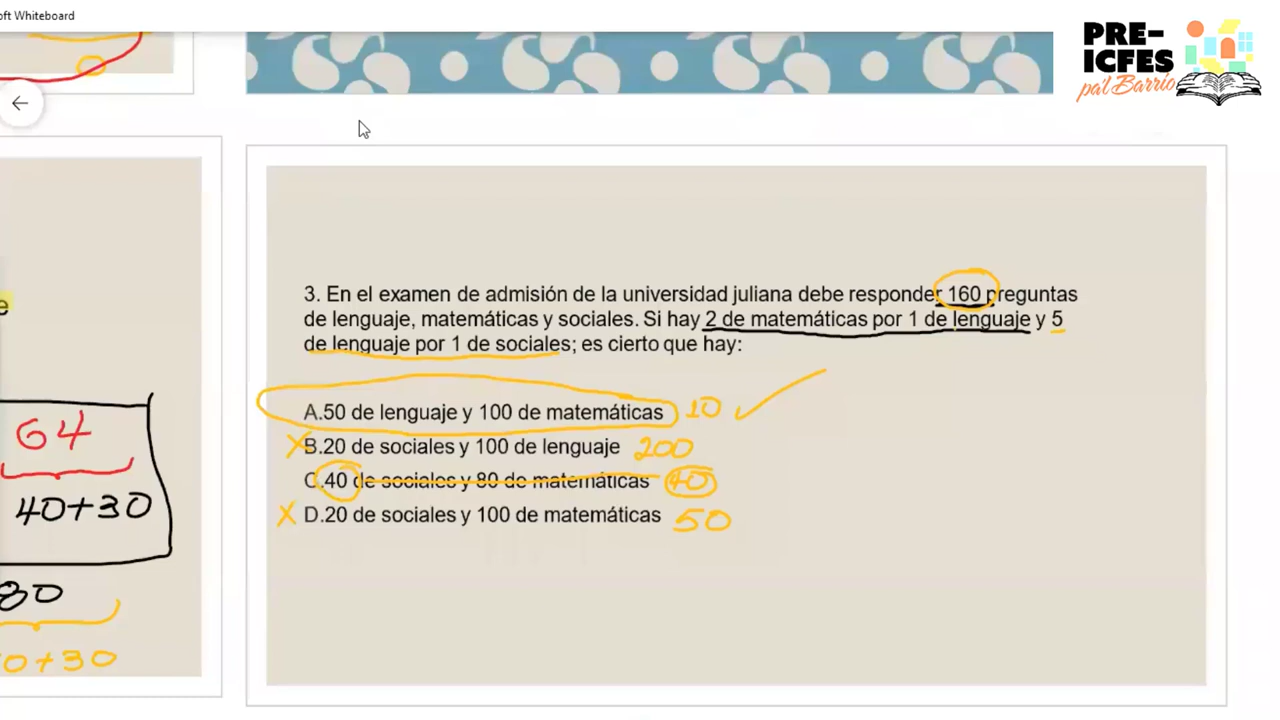 oft Whiteboard
PRE-
ICFES
pa'l Barrio
3. En el examen de admisión de la universidad juliana debe responder 160 preguntas
de lenguaje, matemáticas y sociales. Si hay 2 de matemáticas por 1 de lenguaje y 5
de lenguaje por 1 de sociales; es cierto que hay:
A.50 de lenguaje y 100 de matemáticas 10
B.20 de sociales y 100 de lenguaje 200
C.40 de sociales y 80 de matemáticas 40
D.20 de sociales y 100 de matemáticas 50
e
64
40+30
80
0+30